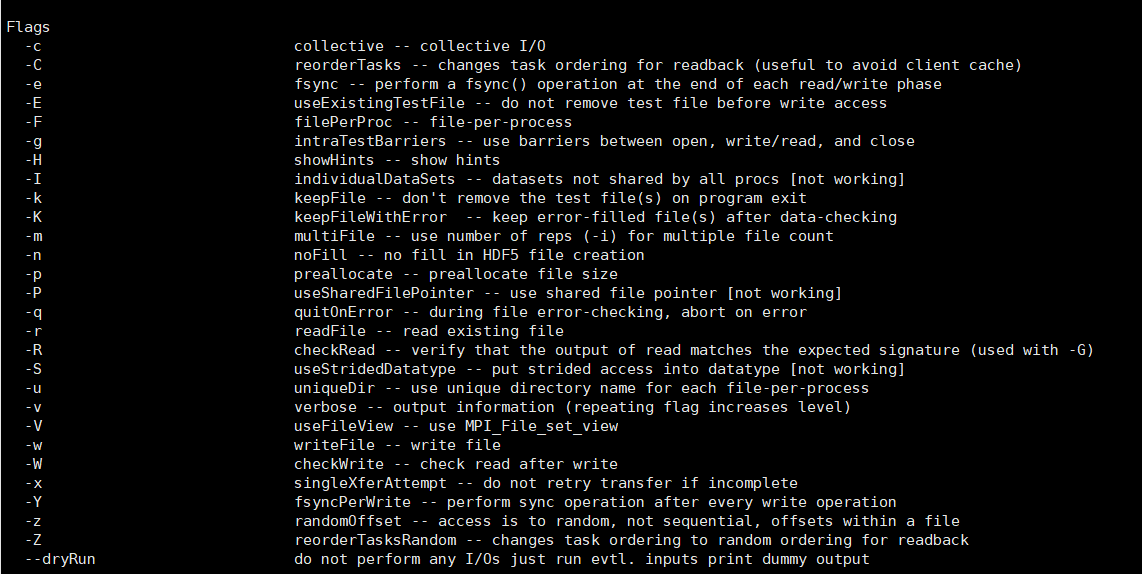 Flags
-c collective -- collective I/O
-C reorderTasks -- changes task ordering for readback (useful to avoid client cache)
-e fsync -- perform a fsync() operation at the end of each read/write phase
-E useExistingTestFile -- do not remove test file before write access
-F filePerProc -- file-per-process
-g intraTestBarriers -- use barriers between open, write/read, and close
-H showHints -- show hints
-I individualDataSets -- datasets not shared by all procs [not working]
-k keepFile -- don't remove the test file(s) on program exit
-K keepFileWithError  -- keep error-filled file(s) after data-checking
-m multiFile -- use number of reps (-i) for multiple file count
-n noFill -- no fill in HDF5 file creation
-p preallocate -- preallocate file size
-P useSharedFilePointer -- use shared file pointer [not working]
-q quitOnError -- during file error-checking, abort on error
-r readFile -- read existing file
-R checkRead -- verify that the output of read matches the expected signature (used with -G)
-S useStridedDatatype -- put strided access into datatype [not working]
-u uniqueDir -- use unique directory name for each file-per-process
-v verbose -- output information (repeating flag increases level)
-V useFileView -- use MPI_File_set_view
-w writeFile -- write file
-W checkWrite -- check read after write
-x singleXferAttempt -- do not retry transfer if incomplete
-Y fsyncPerWrite -- perform sync operation after every write operation
-z randomOffset -- access is to random, not sequential, offsets within a file
-Z reorderTasksRandom -- changes task ordering to random ordering for readback
--dryRun do not perform any I/Os just run evtl. inputs print dummy output